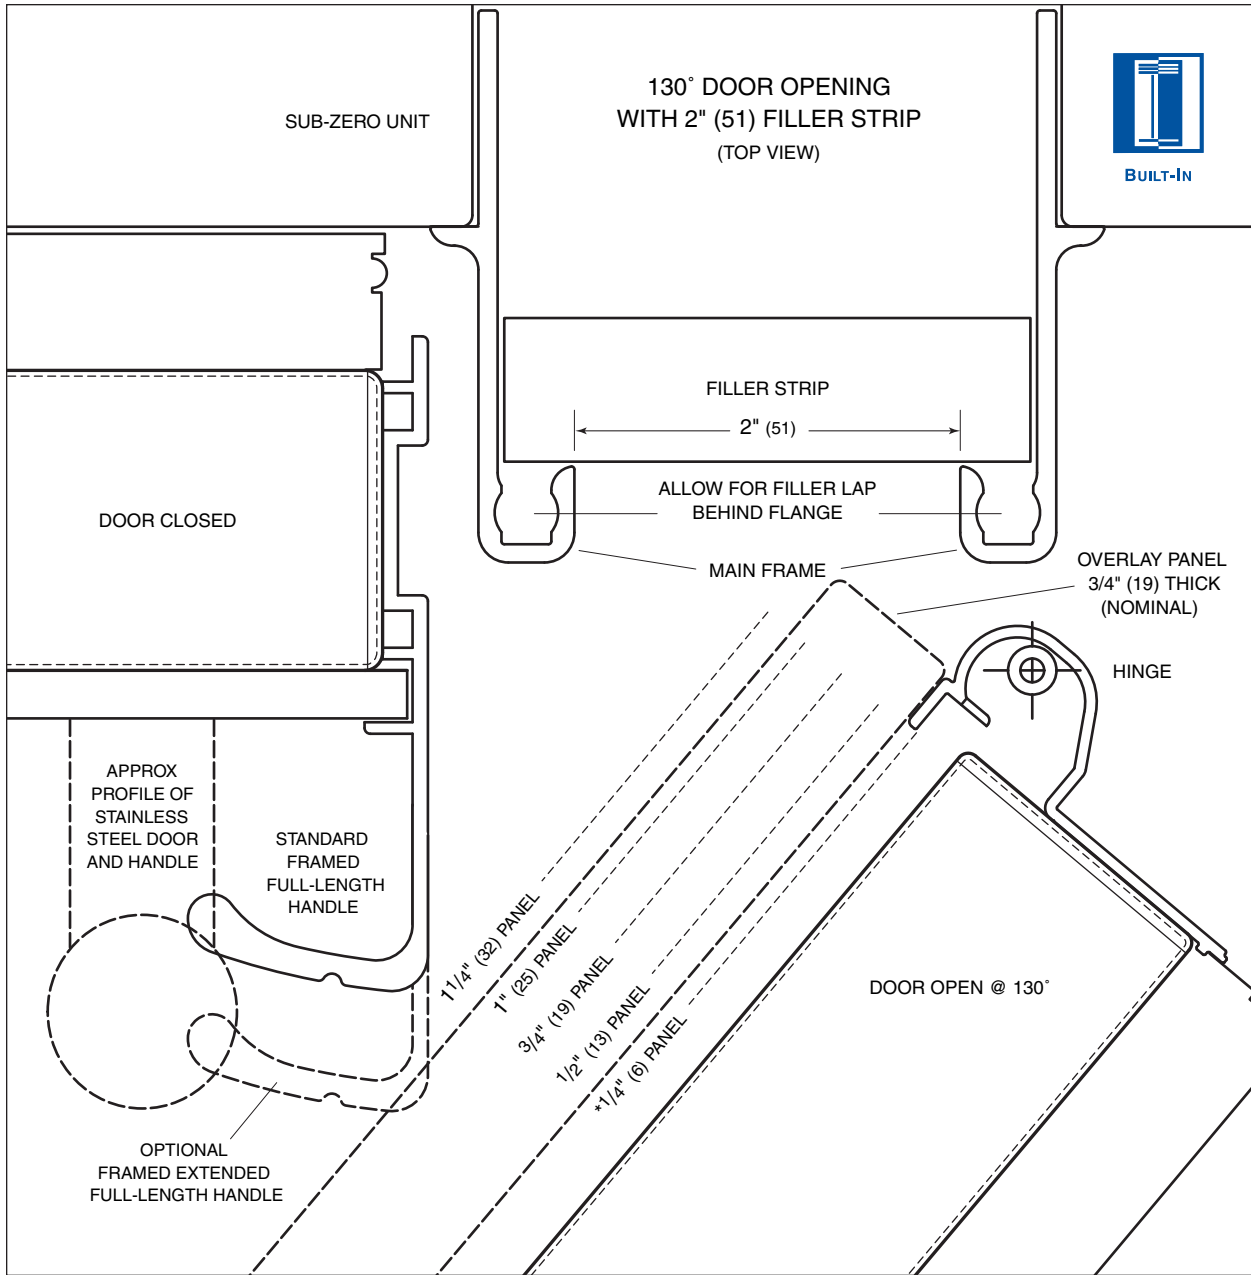 130° DOOR OPENING
WITH 2" (51) FILLER STRIP
(TOP VIEW)
SUB-ZERO UNIT
BUILT-IN
FILLER STRIP
2" (51)
ALLOW FOR FILLER LAP
BEHIND FLANGE
DOOR CLOSED
MAIN FRAME
OVERLAY PANEL
3/4" (19) THICK
(NOMINAL)
HINGE
APPROX
PROFILE OF
STAINLESS
STEEL DOOR
AND HANDLE
STANDARD
FRAMED
FULL-LENGTH
HANDLE
1 1/4" (32) PANEL
1" (25) PANEL
3/4" (19) PANEL
1/2" (13) PANEL
*1/4" (6) PANEL
DOOR OPEN @ 130°
OPTIONAL
FRAMED EXTENDED
FULL-LENGTH HANDLE